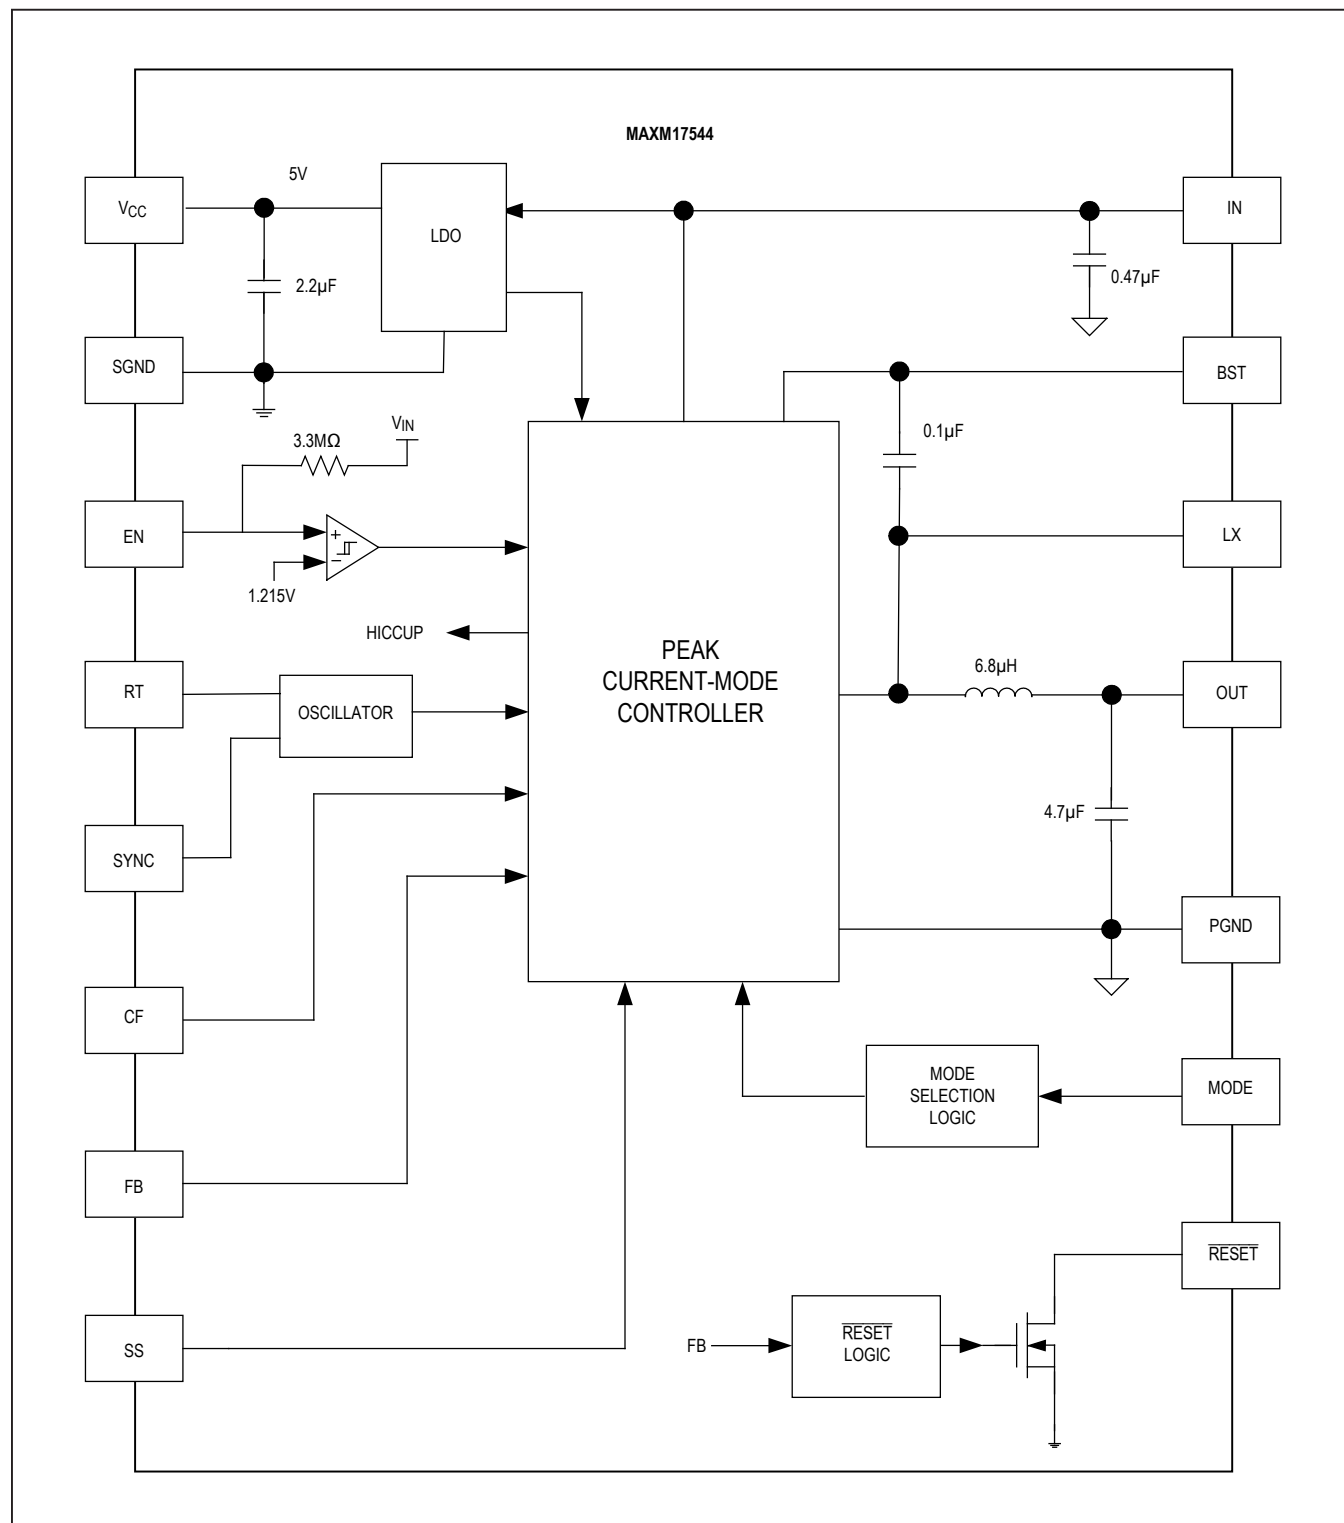 MAXM17544
VCC
5V
LDO
IN
2.2µF
0.47µF
SGND
BST
3.3MΩ
VIN
0.1µF
EN
+
−
1.215V
LX
HICCUP
PEAK
CURRENT-MODE
CONTROLLER
6.8µH
RT
OSCILLATOR
OUT
SYNC
4.7µF
PGND
CF
MODE
SELECTION
LOGIC
MODE
FB
RESET
SS
FB
RESET
LOGIC